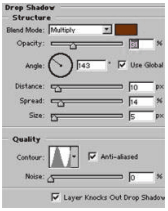 Drop Shadow
Structure
Blend Mode: Multiply
Opacity: %
Angle: 143 ° Use Global
Distance: 10 px
Spread: 14 %
Size: 5 px
Quality
Contour: Anti-aliased
Noise: 0 %
Layer Knocks Out Drop Shadow